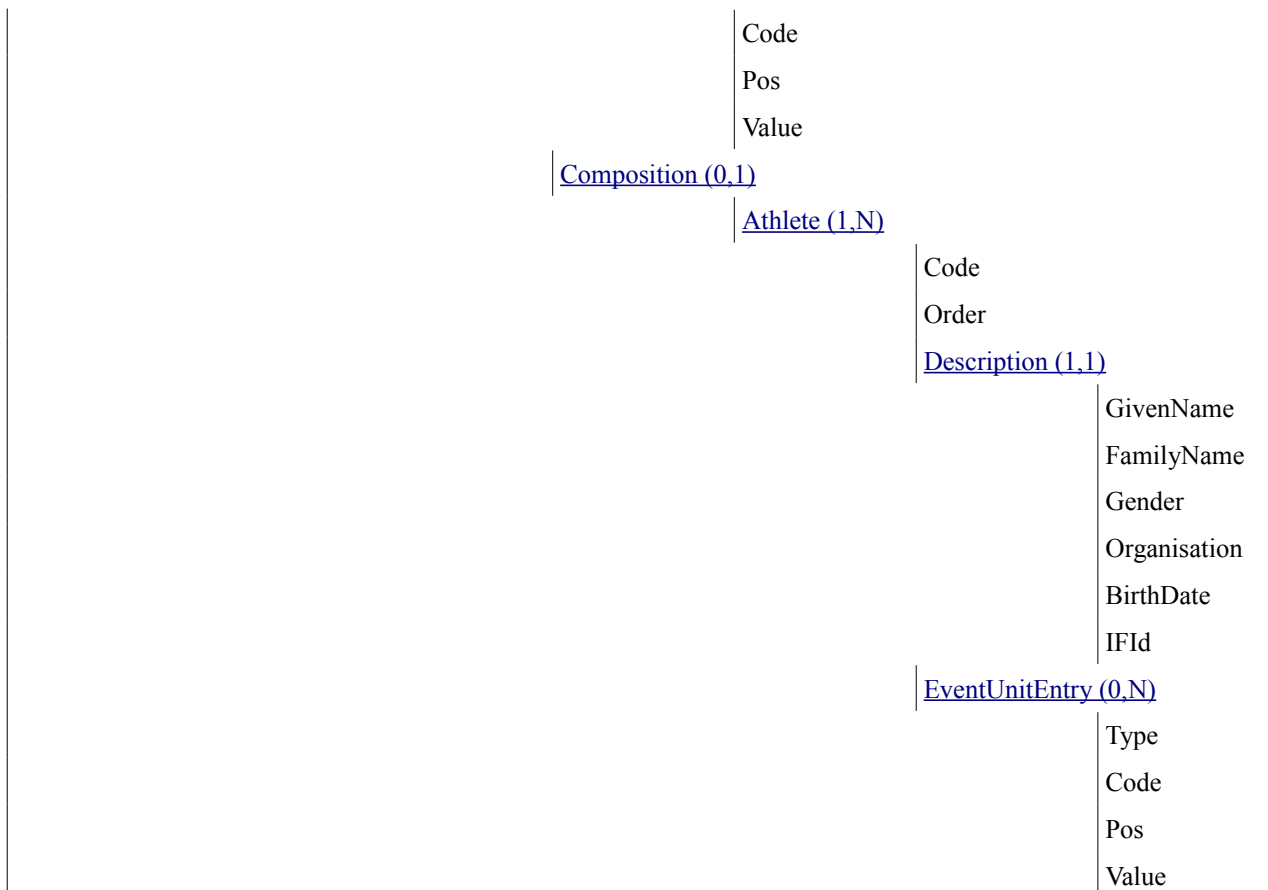 Code
Pos
Value
Composition (0,1)
Athlete (1,N)
Code
Order
Description (1,1)
GivenName
FamilyName
Gender
Organisation
BirthDate
IFId
EventUnitEntry (0,N)
Type
Code
Pos
Value